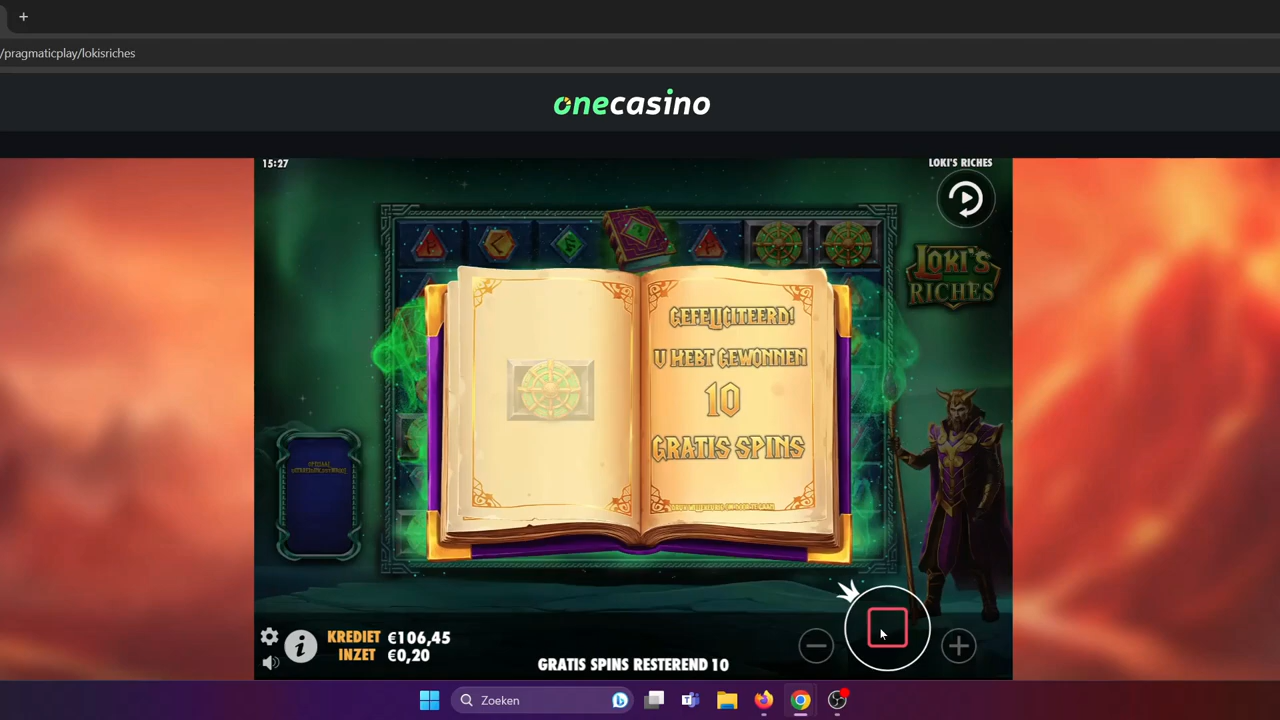 /pragmaticplay/lokisriches
onecasino
15:27
LOKI'S RICHES
LOKI'S
RICHES
GEFELICITEERD!
U HEBT GEWONNEN
10
GRATIS SPINS
SPECIAAL
KREDIET €106,45
INZET €0,20
GRATIS SPINS RESTEREND 10
Zoeken